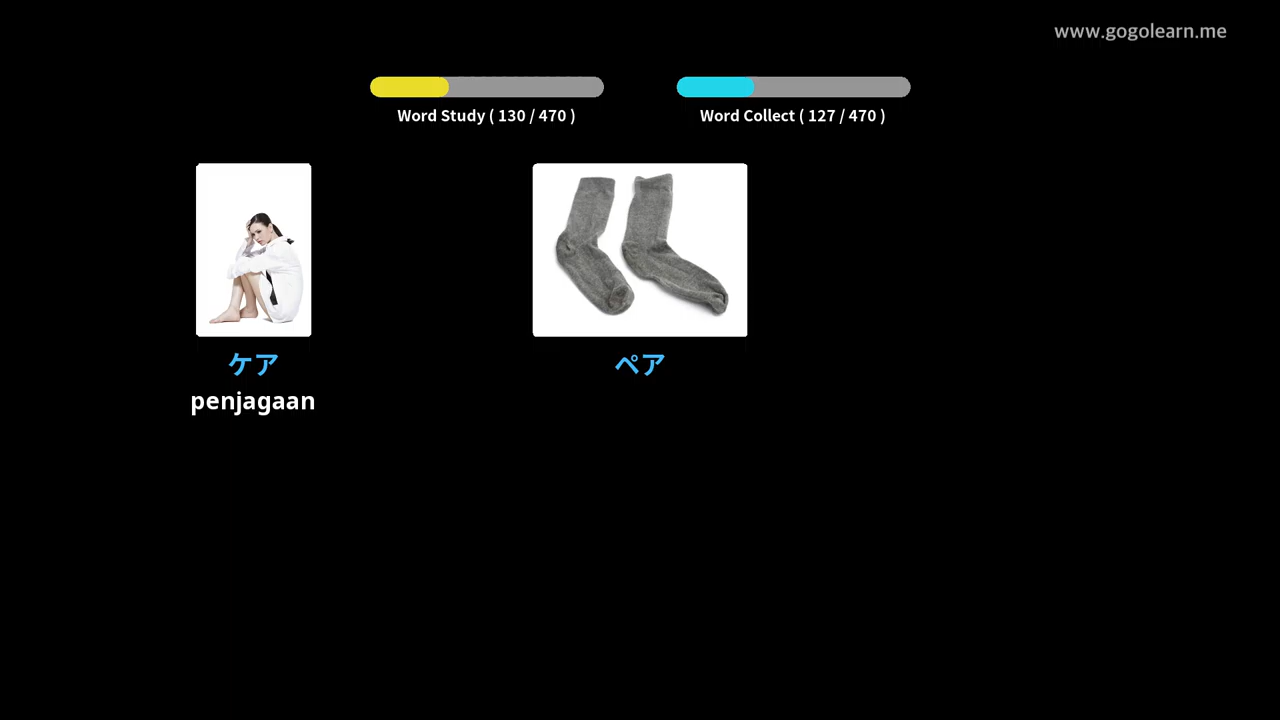 www.gogolearn.me
Word Study ( 130 / 470 )
Word Collect ( 127 / 470 )
ケア
penjagaan
ペア